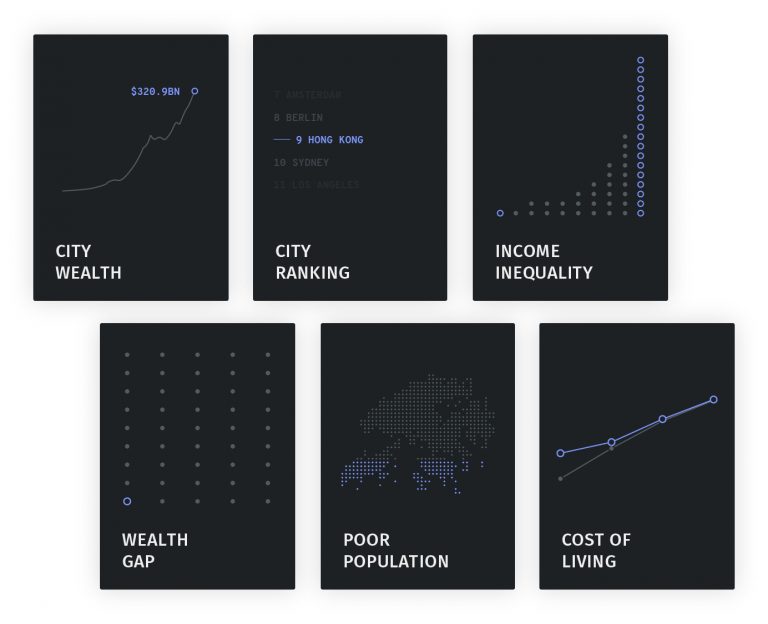 $320.9BN
CITY
WEALTH
7 AMSTERDAM
8 BERLIN
9 HONG KONG
10 SYDNEY
11 LOS ANGELES
CITY
RANKING
INCOME
INEQUALITY
WEALTH
GAP
POOR
POPULATION
COST OF
LIVING